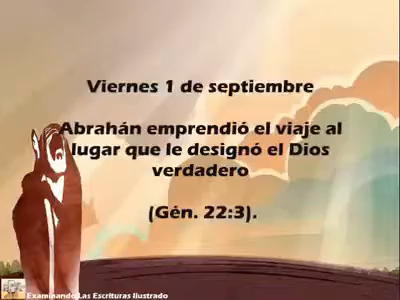 Viernes 1 de septiembre
Abrahán emprendió el viaje al
lugar que le designó el Dios
verdadero
(Gén. 22:3).
Examinando Las Escrituras Ilustrado